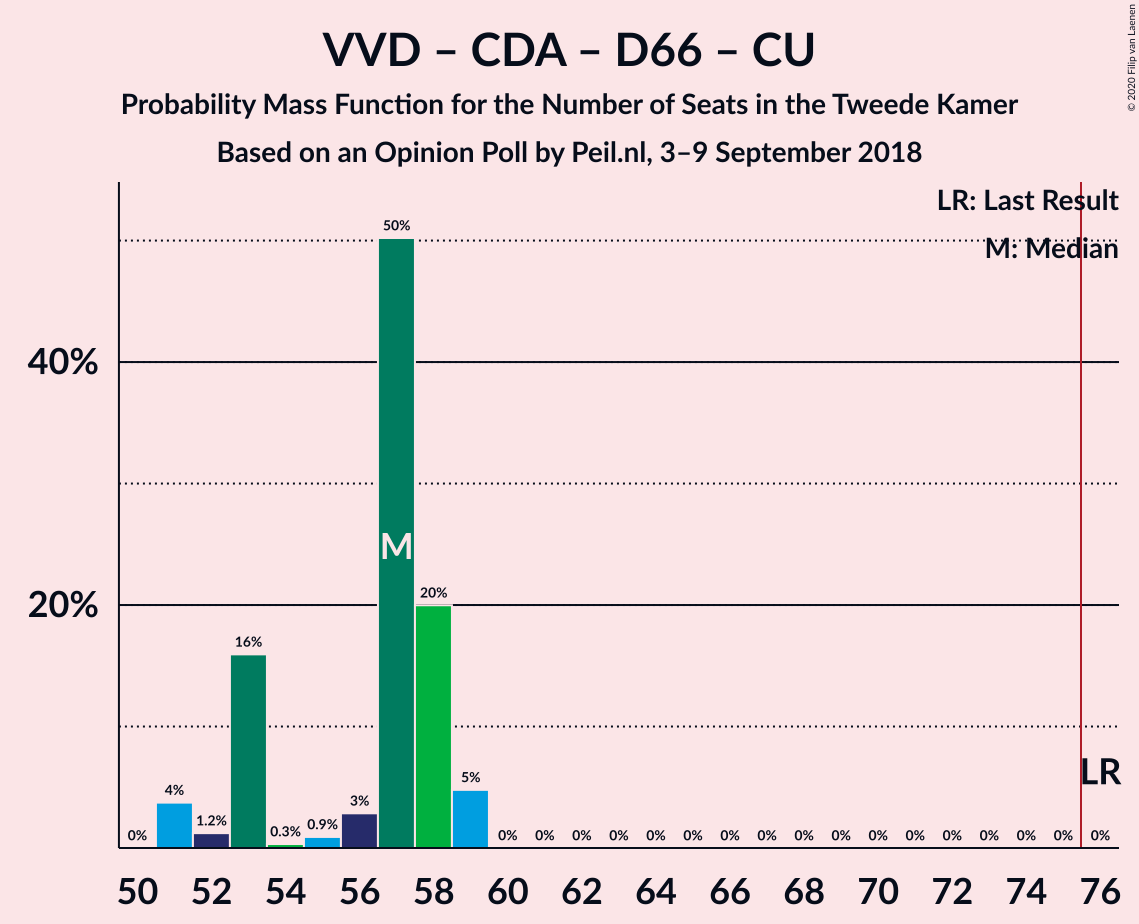 VVD – CDA – D66 – CU
Probability Mass Function for the Number of Seats in the Tweede Kamer
Based on an Opinion Poll by Peil.nl, 3–9 September 2018
© 2020 Filip van Laenen
LR: Last Result
M: Median
50%
40%
M
20%
20%
16%
LR
4%
1.2%
0.3%
0.9%
3%
5%
0% 0% 0% 0% 0% 0% 0% 0% 0% 0% 0% 0% 0% 0% 0% 0% 0% 0%
50 52 54 56 58 60 62 64 66 68 70 72 74 76